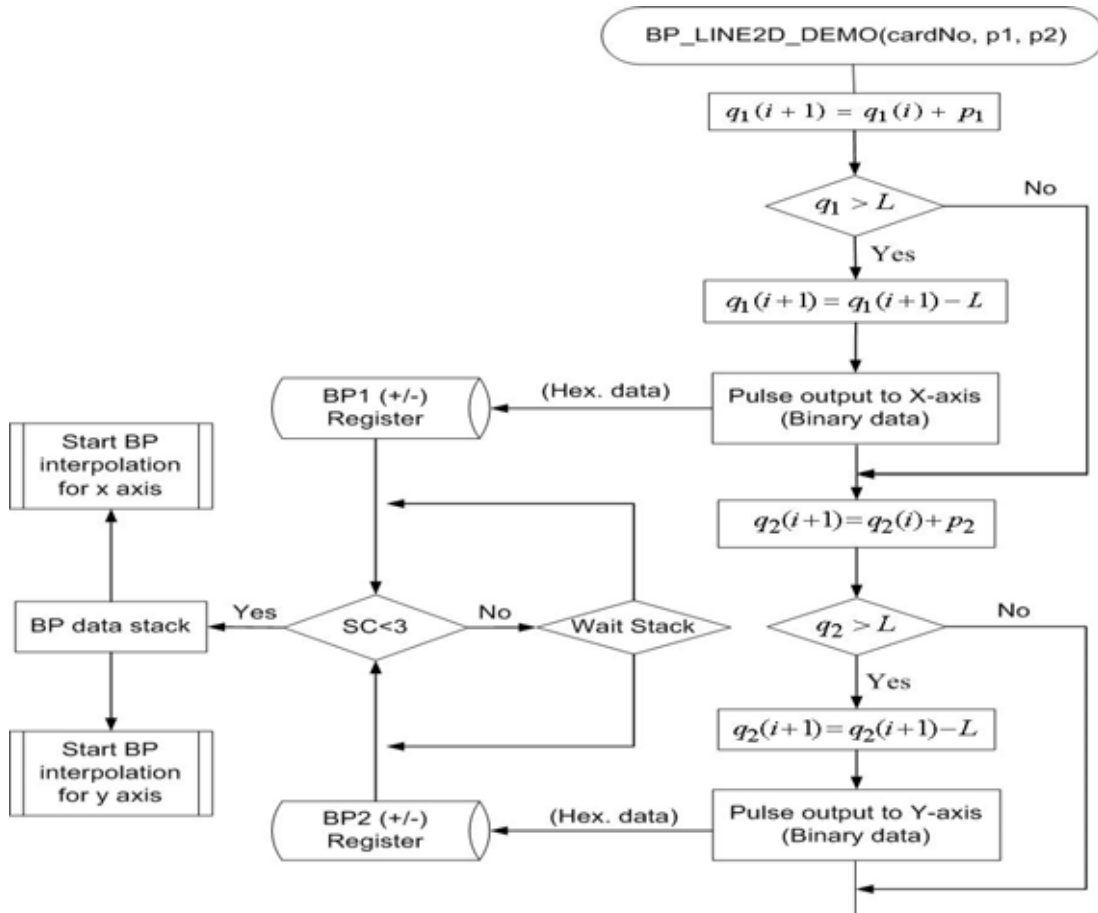 BP_LINE2D_DEMO(cardNo, p1, p2)
q₁(i + 1) = q₁(i) + p₁
q₁ > L
No
Yes
q₁(i + 1) = q₁(i + 1) − L
Pulse output to X-axis
(Binary data)
(Hex. data)
BP1 (+/-)
Register
Start BP
interpolation
for x axis
q₂(i+1) = q₂(i) + p₂
BP data stack
Yes
SC<3
No
Wait Stack
q₂ > L
No
Yes
q₂(i+1) = q₂(i+1) − L
Start BP
interpolation
for y axis
BP2 (+/-)
Register
(Hex. data)
Pulse output to Y-axis
(Binary data)